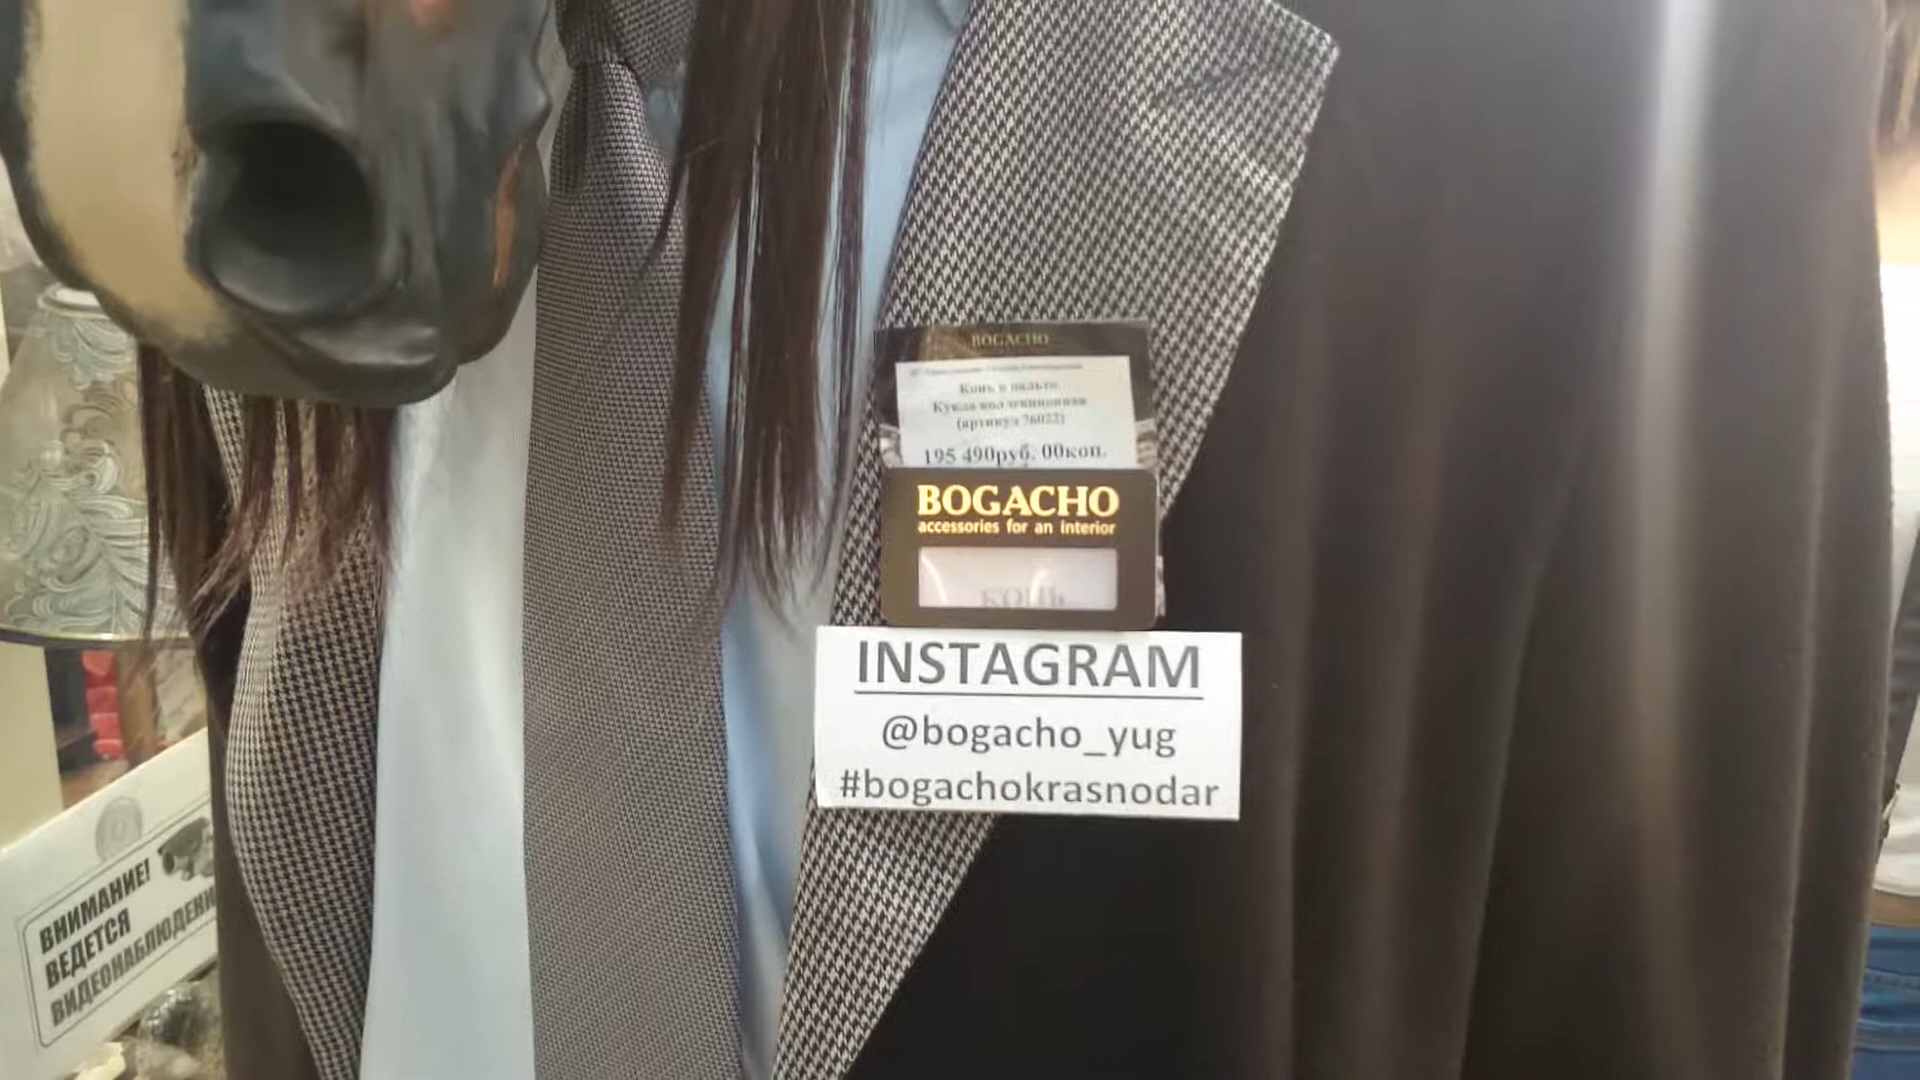 BOGACHO
Конь в пальто
Кукла коллекционная
(артикул 76022)
195 490руб. 00коп.
BOGACHO
accessories for an interior
КОНЬ
INSTAGRAM
@bogacho_yug
#bogachokrasnodar
ВНИМАНИЕ!
ВЕДЕТСЯ
ВИДЕОНАБЛЮДЕНИ